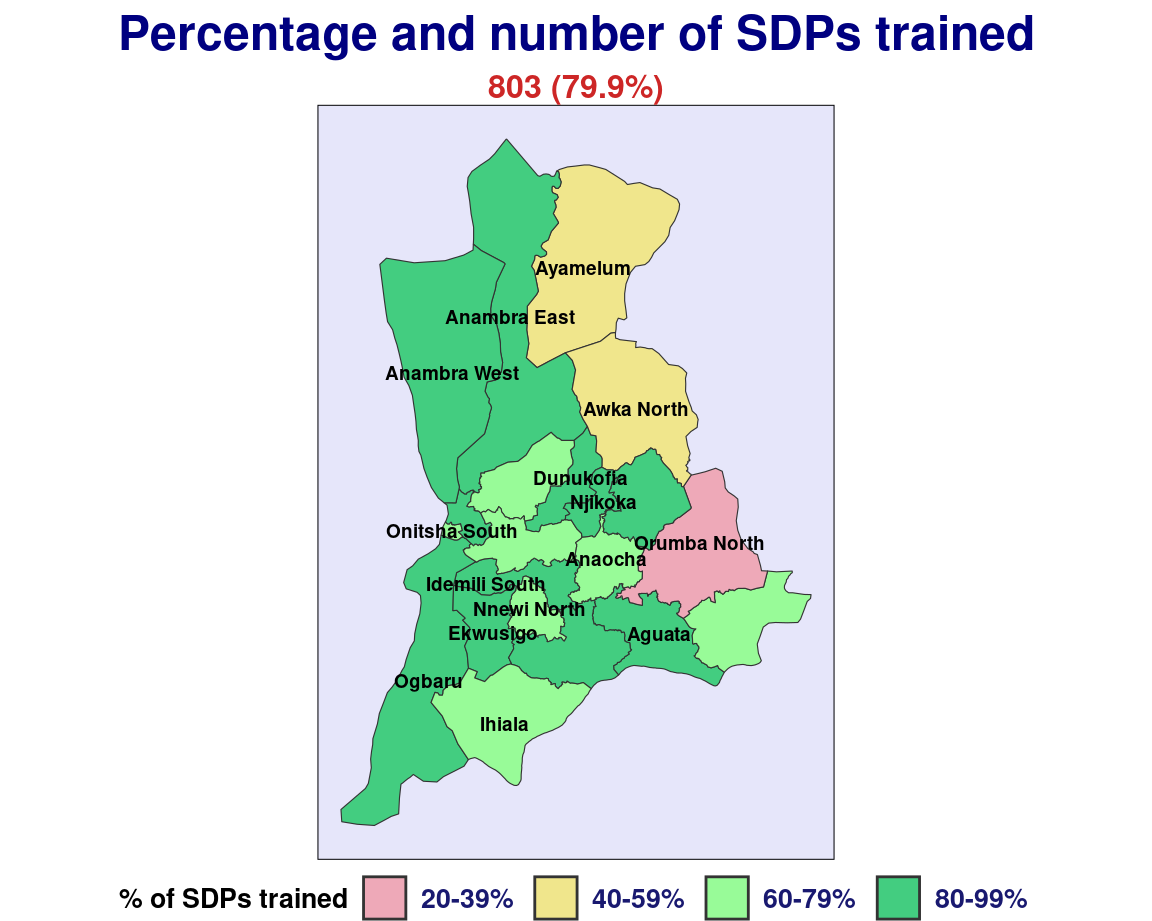 Percentage and number of SDPs trained
803 (79.9%)
Ayamelum
Anambra East
Anambra West
Awka North
Dunukofia
Njikoka
Onitsha South
Orumba North
Anaocha
Idemili South
Nnewi North
Ekwusigo
Aguata
Ogbaru
Ihiala
% of SDPs trained 20-39% 40-59% 60-79% 80-99%